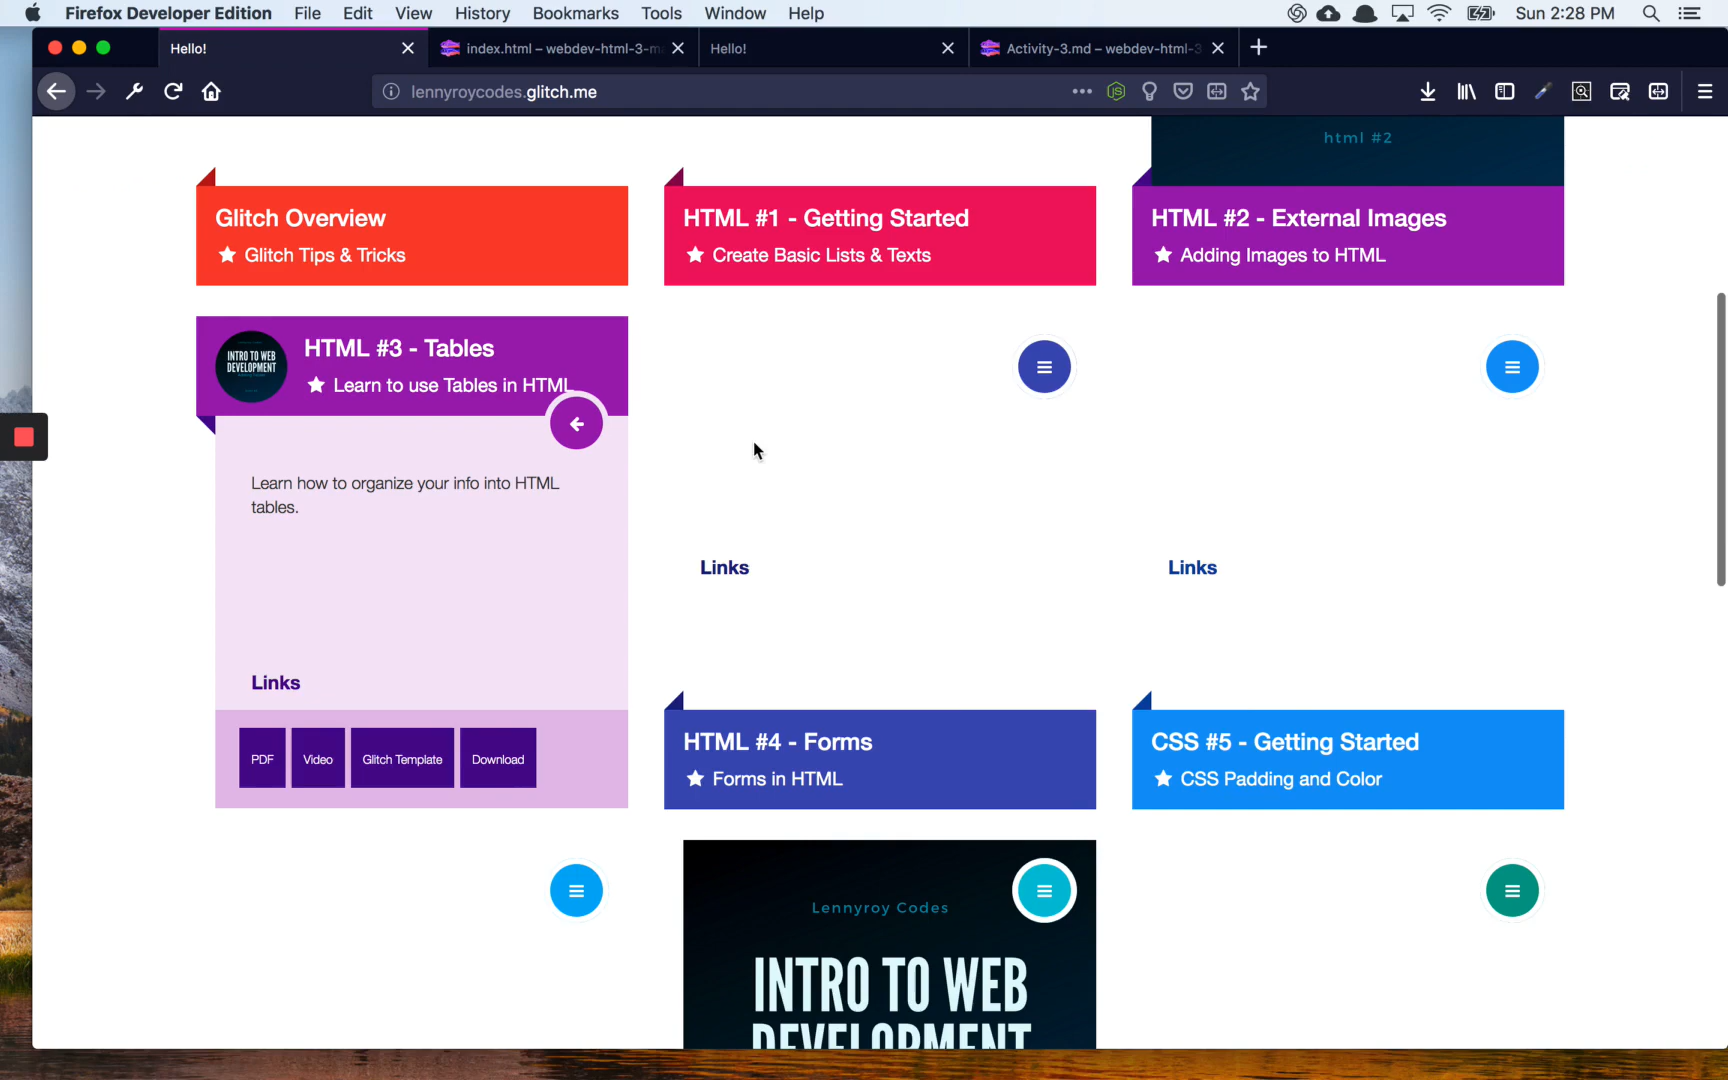 Firefox Developer Edition File Edit View History Bookmarks Tools Window Help Sun 2:28 PM
Hello! index.html – webdev-html-3-m Hello! Activity-3.md – webdev-html-3
lennyroycodes.glitch.me
html #2
Glitch Overview
Glitch Tips & Tricks
HTML #1 - Getting Started
Create Basic Lists & Texts
HTML #2 - External Images
Adding Images to HTML
INTRO TO WEB
DEVELOPMENT
HTML #3 - Tables
Learn to use Tables in HTML
Learn how to organize your info into HTML
tables.
Links
PDF Video Glitch Template Download
Links
HTML #4 - Forms
Forms in HTML
Links
CSS #5 - Getting Started
CSS Padding and Color
Lennyroy Codes
INTRO TO WEB
DEVELOPMENT